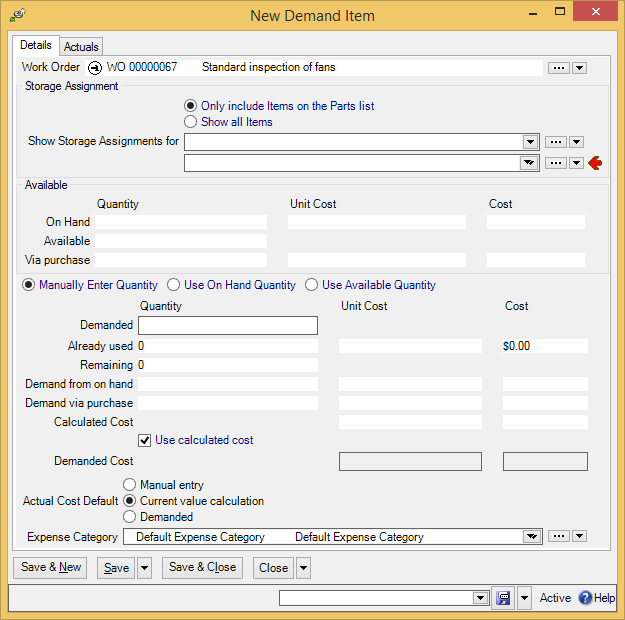 New Demand Item
Details Actuals
Work Order WO 00000067 Standard inspection of fans
Storage Assignment
Only include Items on the Parts list
Show all Items
Show Storage Assignments for
Available
Quantity Unit Cost Cost
On Hand
Available
Via purchase
Manually Enter Quantity Use On Hand Quantity Use Available Quantity
Quantity Unit Cost Cost
Demanded
Already used 0 $0.00
Remaining 0
Demand from on hand
Demand via purchase
Calculated Cost
Use calculated cost
Demanded Cost
Manual entry
Actual Cost Default Current value calculation
Demanded
Expense Category Default Expense Category Default Expense Category
Save & New Save Save & Close Close
Active Help